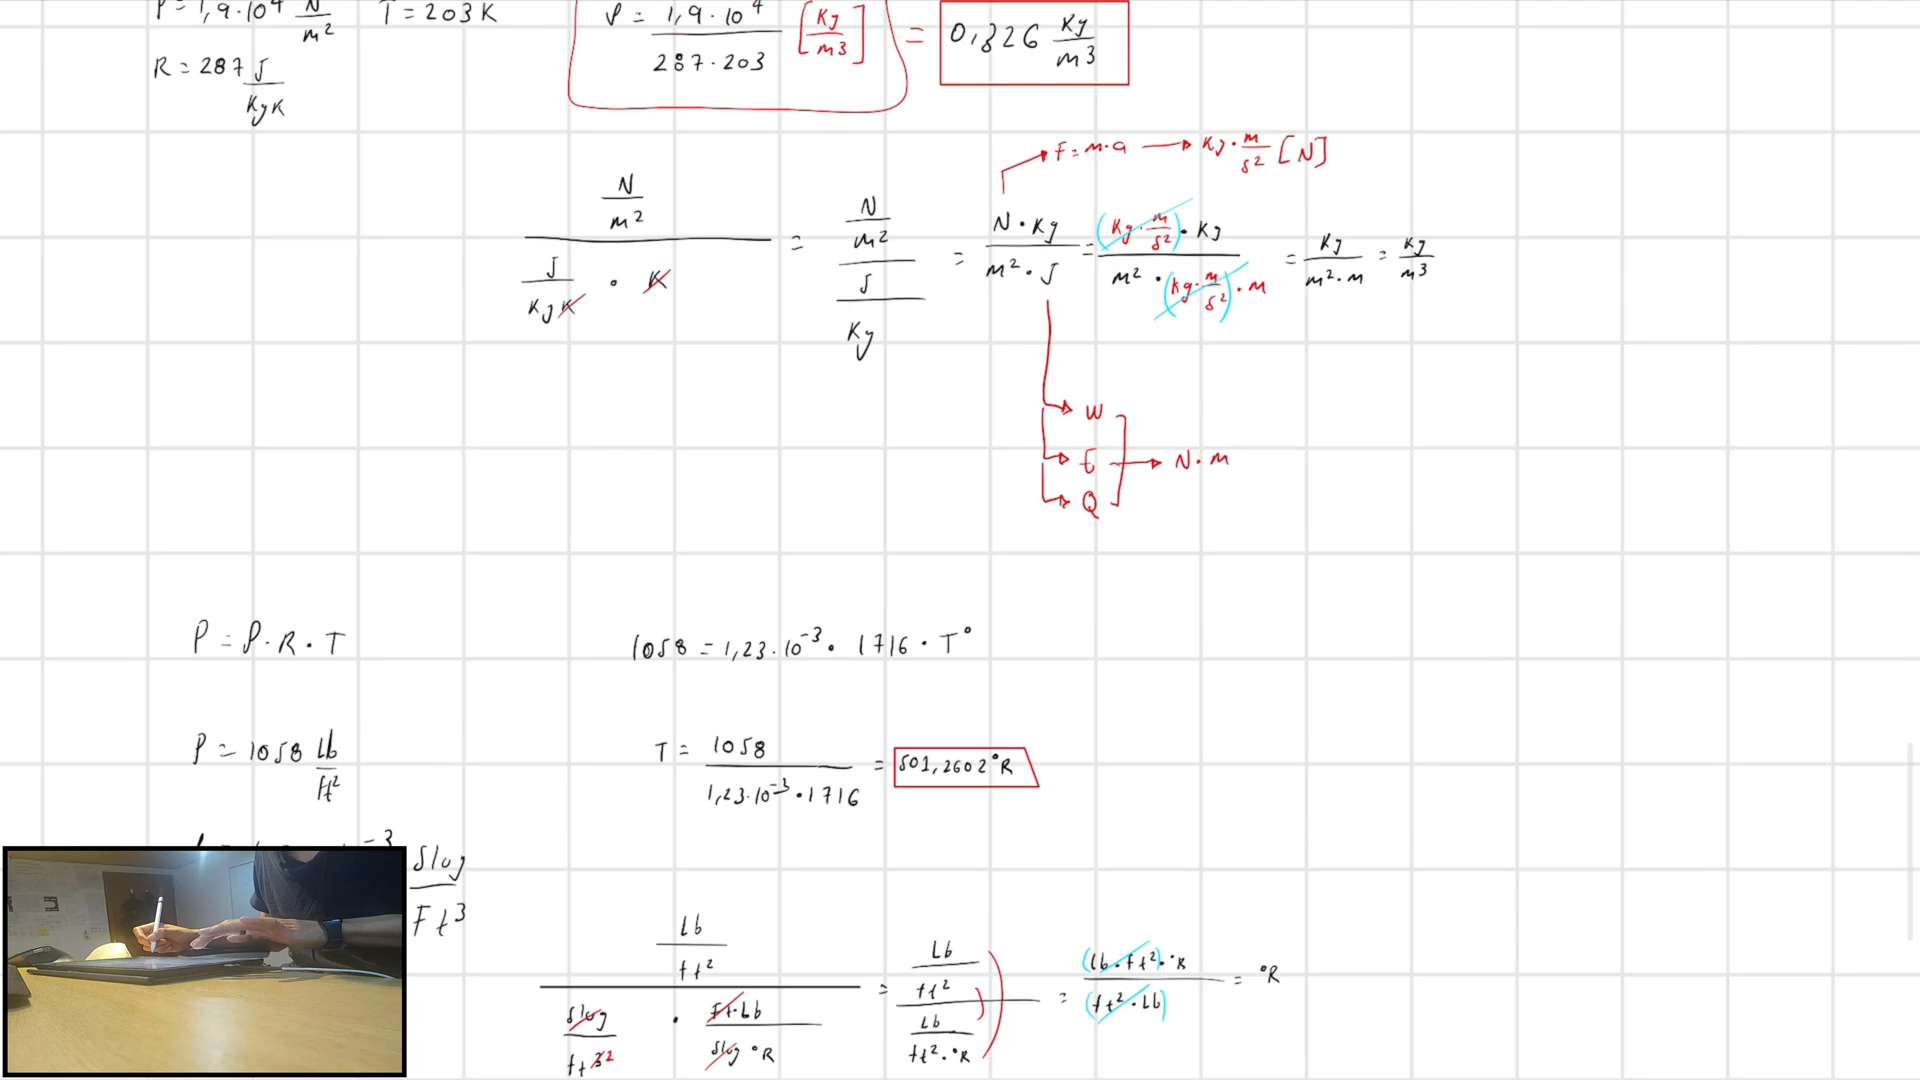 P = 1,9·10⁴ N/m²   T = 203 K
R = 287 J/KgK
ρ = 1,9·10⁴ / 287·203 [Kg/m3] = 0,326 Kg/m3
F = m·a → Kg·m/s² [N]
N/m² / (J/KgK · K) = N/m² / J/Kg = N·Kg / m²·J = (Kg·m/s²)·Kg / m²·(Kg·m/s²)·m = Kg / m²·m = Kg/m3
W
E → N·m
Q
P = ρ·R·T
1058 = 1,23·10⁻³ · 1716 · T°
P = 1058 Lb/ft²
T = 1058 / 1,23·10⁻³·1716 = 501,2602°R
⁻³ slug/Ft³
Lb/ft² / (slug/ft³2 · ft·Lb/slug°R) = Lb/ft² / Lb/ft²·°R = (Lb·ft²)·°R / (ft²·Lb) = °R